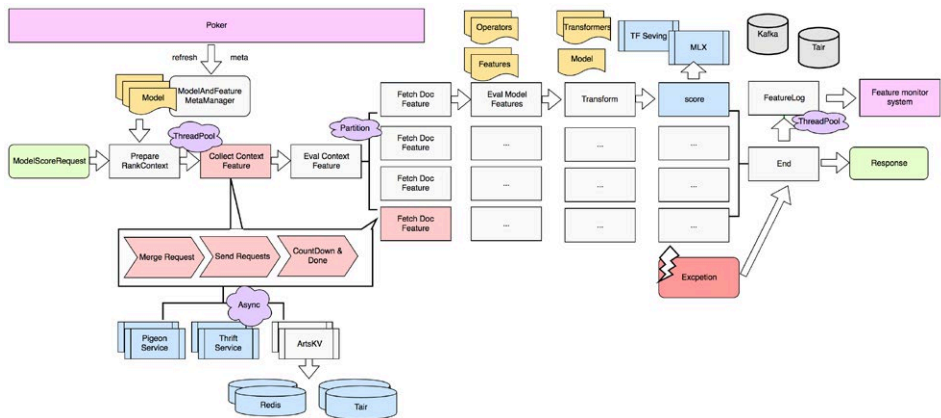 Poker
refresh
meta
Model
ModelAndFeature
MetaManager
ModelScoreRequest
Prepare
RankContext
ThreadPool
Collect Context
Feature
Eval Context
Feature
Partition
Operators
Features
Transformers
Model
TF Seving
MLX
Kafka
Tair
Fetch Doc
Feature
Eval Model
Features
Transform
score
FeatureLog
Feature monitor
system
ThreadPool
Fetch Doc
Feature
...
...
...
End
Response
Fetch Doc
Feature
...
...
...
Fetch Doc
Feature
...
...
...
Excpetion
Merge Request
Send Requests
CountDown &
Done
Async
Pigeon
Service
Thrift
Service
ArtsKV
Redis
Tair